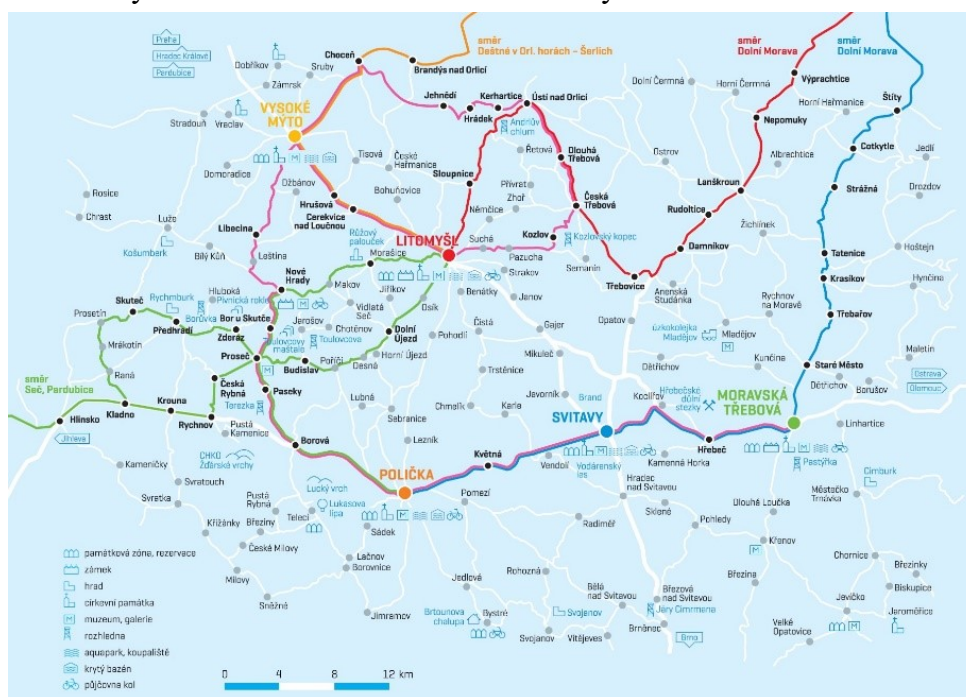 směr
Deštné v Orl. horách – Šerlich
směr
Dolní Morava
směr
Dolní Morava
Praha
Hradec Králové
Pardubice
Dobříkov
Sruby
Choceň
Brandýs nad Orlicí
Zámrsk
Výprachtice
Dolní Čermná
Horní Čermná
Štíty
Jehnědí
Kerhartice
Hrádek
Ústí nad Orlicí
Horní Heřmanice
VYSOKÉ
MÝTO
Stradouň
Vraclav
Andrlův
chlum
Nepomuky
Cotkytle
Jedlí
Řetová
Dlouhá
Třebová
Ostrov
Albrechtice
Tisová
České
Heřmanice
Domoradice
Sloupnice
Džbánov
Bohuňovice
Přívrat
Zhoř
Lanškroun
Strážná
Drozdov
Rosice
Hrušová
Česká
Třebová
Chrast
Luže
Cerekvice
nad Loučnou
Němčice
Rudoltice
Žichlínek
Libecina
LITOMYŠL
Suchá
Kozlov
Kozlovský kopec
Košumberk
Růžový
palouček
Damníkov
Tatenice
Hoštejn
Bílý Kůň
Leština
Morašice
Pazucha
Semanín
Krasíkov
Hynčina
Nové
Hrady
Strakov
Třebovice
Anenská
Studánka
Rychnov
na Moravě
Makov
Jiříkov
Benátky
Janov
Hluboká
Skuteč
Rychmburk
Pivnická rokle
Vidlatá
Seč
Osík
Opatov
Třebařov
Prosetín
Borůvka
Bor u Skutče
Jerošov
Chotěnov
Čistá
Gajer
úzkokolejka
Mladějov
Mladějov
Předhradí
Zderaz
Toulovcovy
maštale
Toulovcova
Dolní
Újezd
Pohodlí
Mrákotín
Proseč
Poříčí
Horní Újezd
Mikuleč
Dětřichov
Kunčina
Staré Město
Maletín
Raná
Budislav
Desná
Trstěnice
Dětřichov
Borušov
Ostrava
Olomouc
směr
Seč, Pardubice
Česká
Rybná
Paseky
Javorník
Koclířov
Hřebečské
důlní
stezky
MORAVSKÁ
TŘEBOVÁ
Krouna
Terezka
Lubná
Chmelík
Karle
Brand
Hlinsko
Kladno
Rychnov
Pustá
Kamenice
Sebranice
SVITAVY
Linhartice
Jihlava
Borová
Lezník
Hřebeč
Kamenná Horka
Pastýřka
CHKO
Žďárské vrchy
Květná
Vendolí
Vodárenský
les
Cimburk
Kameničky
POLIČKA
Svratouch
Lucký vrch
Pomezí
Hradec
nad Svitavou
Městečko
Trnávka
Svratka
Pustá
Rybná
Lukasova
lípa
Sklené
Dlouhá Loučka
Telecí
Křižánky
Březiny
Sádek
Radiměř
Pohledy
Křenov
České Milovy
Lačnov
Chornice
Borovnice
Rohozná
Březinky
Milovy
Jedlová
Bělá
nad Svitavou
Březová
nad Svitavou
Březina
Biskupice
Sněžné
Jimramov
Brtounova
chalupa
Bystré
Svojanov
Járy Cimrmana
Jevíčko
Jaroměřice
Brněnec
Brno
Velké
Opatovice
Svojanov
Vítějeves
památková zóna, rezervace
zámek
hrad
církevní památka
muzeum, galerie
rozhledna
aquapark, koupaliště
krytý bazén
půjčovna kol
0 4 8 12 km